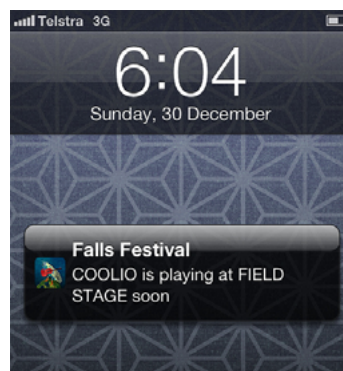 Telstra 3G
6:04
Sunday, 30 December
Falls Festival
COOLIO is playing at FIELD
STAGE soon